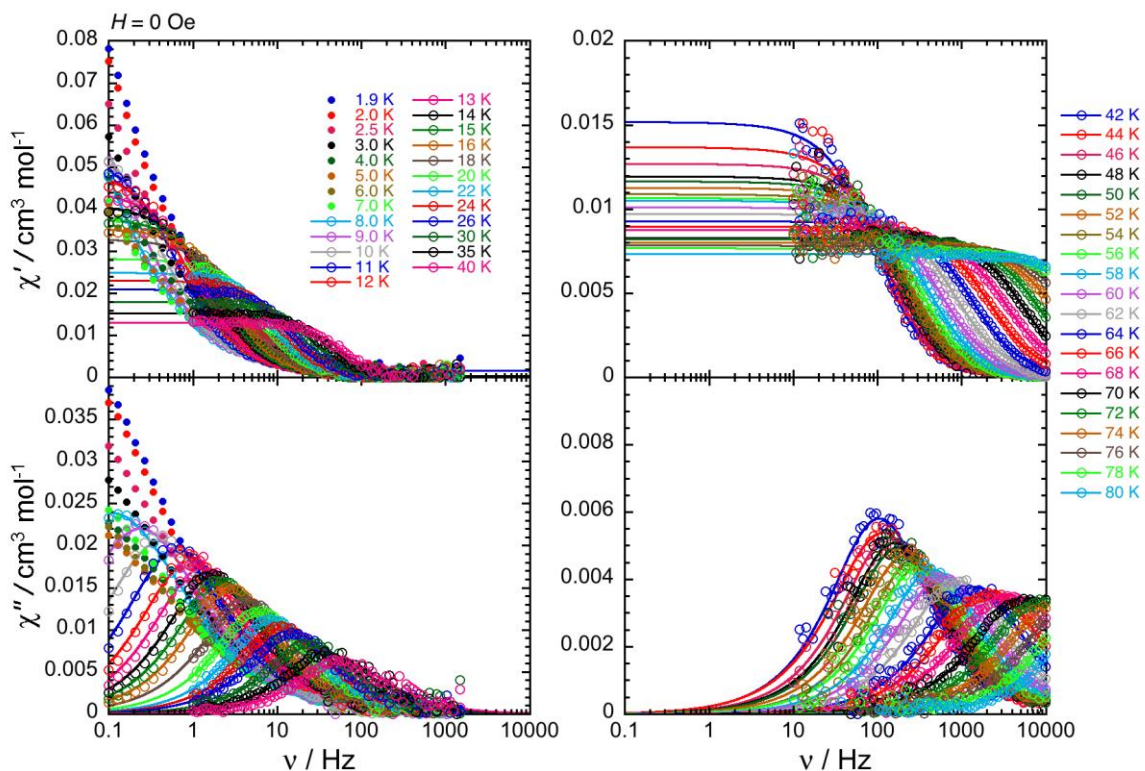 H = 0 Oe
0.08
0.07
0.06
0.05
0.04
0.03
0.02
0.01
0
χ′ / cm³ mol⁻¹
1.9 K
2.0 K
2.5 K
3.0 K
4.0 K
5.0 K
6.0 K
7.0 K
8.0 K
9.0 K
10 K
11 K
12 K
13 K
14 K
15 K
16 K
18 K
20 K
22 K
24 K
26 K
30 K
35 K
40 K
0.02
0.015
0.01
0.005
0
42 K
44 K
46 K
48 K
50 K
52 K
54 K
56 K
58 K
60 K
62 K
64 K
66 K
68 K
70 K
72 K
74 K
76 K
78 K
80 K
0.035
0.03
0.025
0.02
0.015
0.01
0.005
0
χ″ / cm³ mol⁻¹
0.1 1 10 100 1000 10000
ν / Hz
0.008
0.006
0.004
0.002
0
0.1 1 10 100 1000 10000
ν / Hz